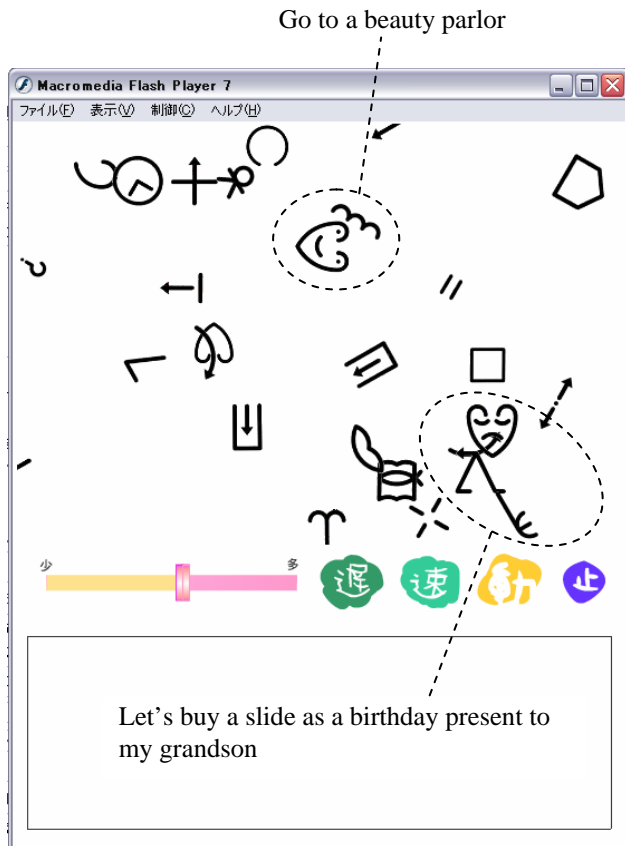 Go to a beauty parlor
Macromedia Flash Player 7
ファイル(F) 表示(V) 制御(C) ヘルプ(H)
少 多 遅 速 動 止
Let's buy a slide as a birthday present to
my grandson